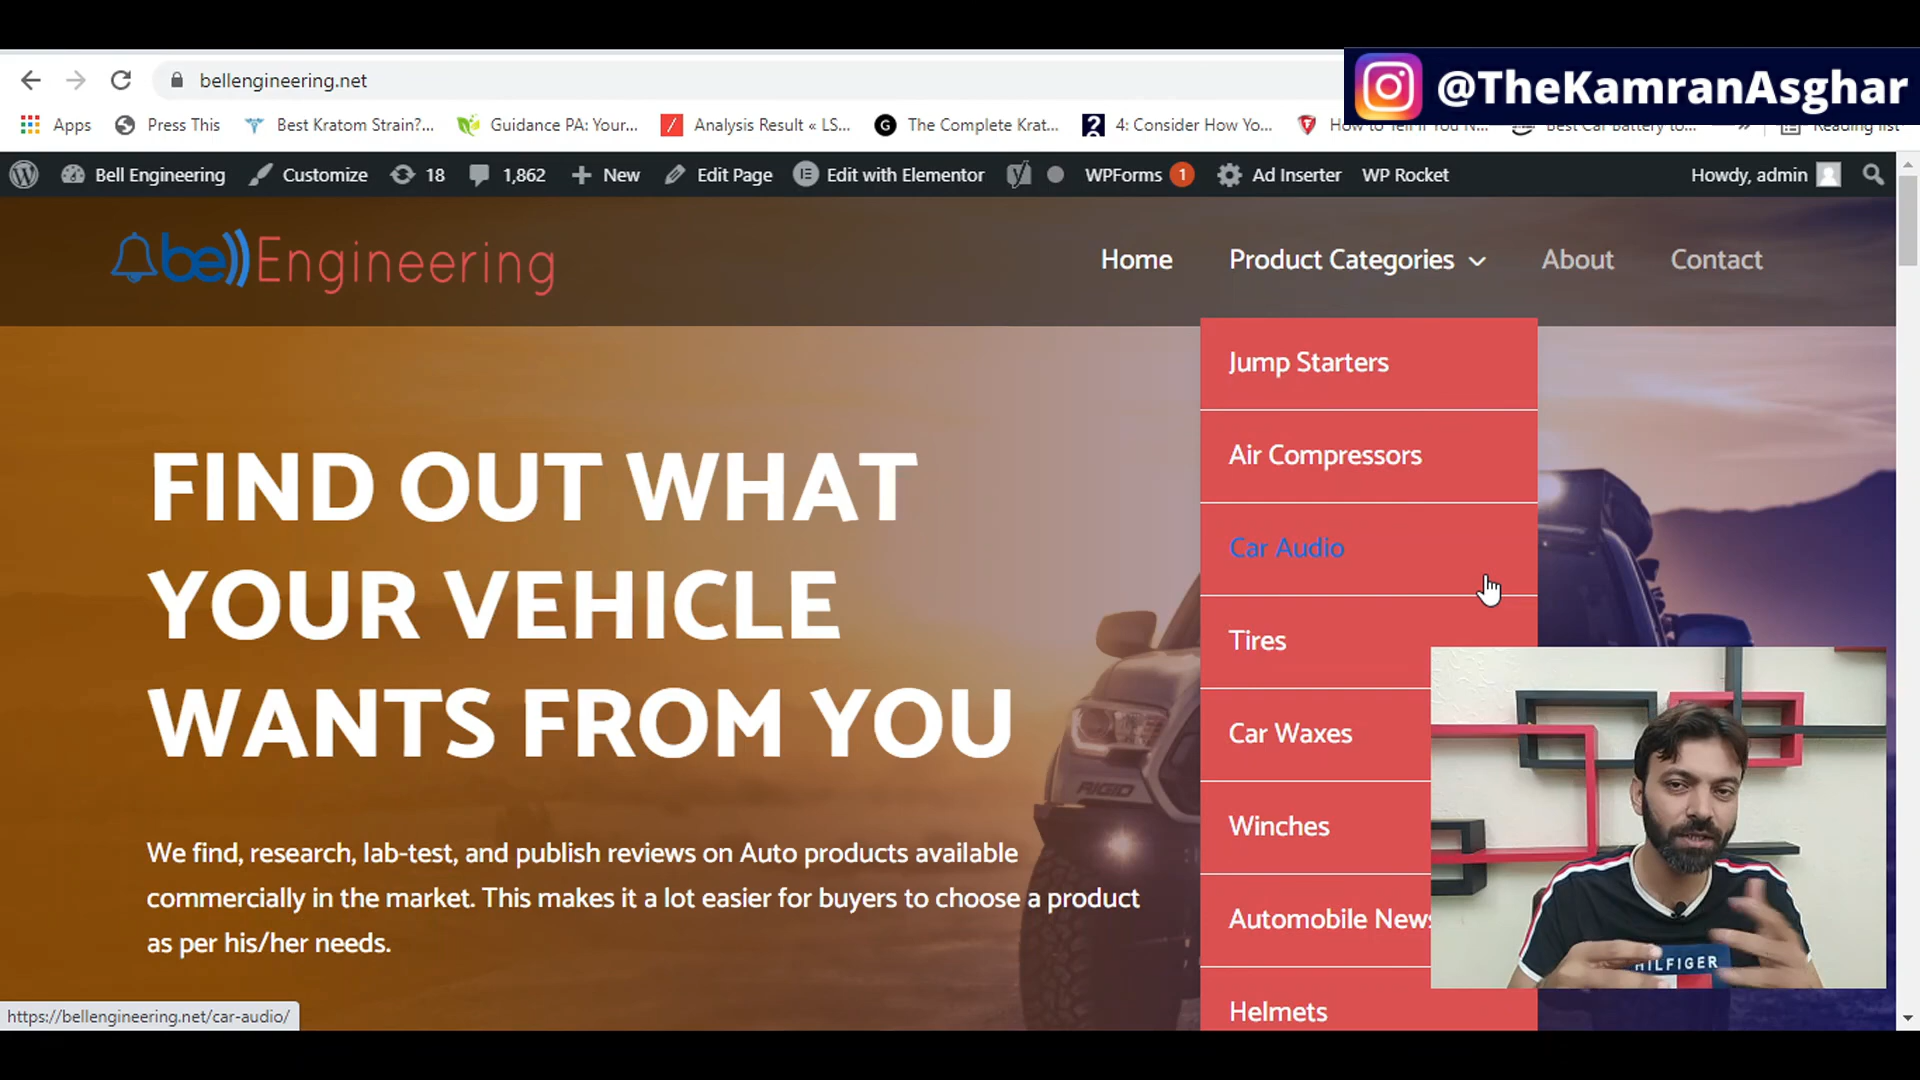 bellengineering.net
@TheKamranAsghar
Apps
Press This
Best Kratom Strain?...
Guidance PA: Your...
Analysis Result « LS...
The Complete Krat...
4: Consider How Yo...
How to Tell If You N...
Best Car Battery to...
Reading list
Bell Engineering
Customize
18
1,862
New
Edit Page
Edit with Elementor
WPForms 1
Ad Inserter
WP Rocket
Howdy, admin
bell Engineering
Home
Product Categories
About
Contact
Jump Starters
Air Compressors
Car Audio
Tires
Car Waxes
Winches
Automobile News
Helmets
FIND OUT WHAT
YOUR VEHICLE
WANTS FROM YOU
We find, research, lab-test, and publish reviews on Auto products available
commercially in the market. This makes it a lot easier for buyers to choose a product
as per his/her needs.
RIGID
HILFIGER
https://bellengineering.net/car-audio/